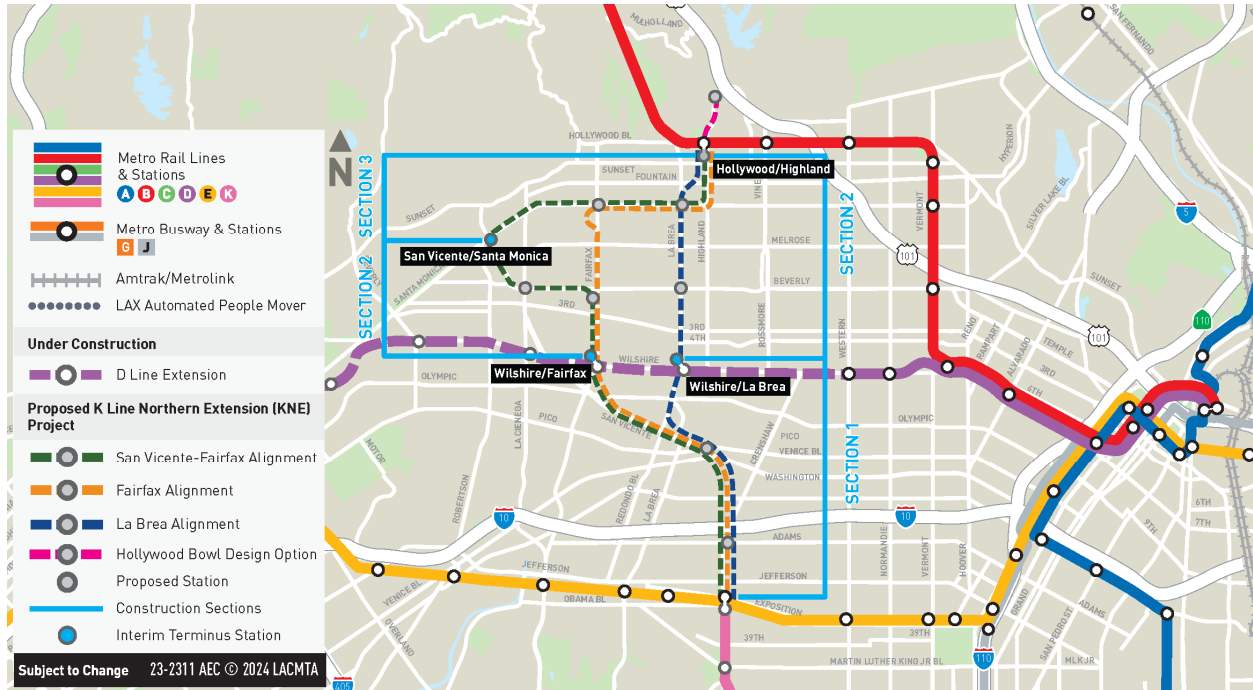 Metro Rail Lines
& Stations
A B C D E K
Metro Busway & Stations
G J
Amtrak/Metrolink
LAX Automated People Mover
Under Construction
D Line Extension
Proposed K Line Northern Extension (KNE)
Project
San Vicente-Fairfax Alignment
Fairfax Alignment
La Brea Alignment
Hollywood Bowl Design Option
Proposed Station
Construction Sections
Interim Terminus Station
Subject to Change 23-2311 AEC © 2024 LACMTA
N
SECTION 3
SECTION 2
SECTION 2
SECTION 1
MULHOLLAND
SAN FERNANDO
HOLLYWOOD BL
Hollywood/Highland
SUNSET
FOUNTAIN
VINE
HYPERION
SILVER LAKE BL
VERMONT
5
SUNSET
LA BREA
HIGHLAND
MELROSE
San Vicente/Santa Monica
FAIRFAX
101
SANTA MONICA
BEVERLY
SUNSET
3RD
3RD
4TH
ROSSMORE
WESTERN
RENO
RAMPART
ALVARADO
TEMPLE
101
110
WILSHIRE
Wilshire/Fairfax
Wilshire/La Brea
3RD
6TH
OLYMPIC
LA CIENEGA
PICO
SAN VICENTE
OLYMPIC
PICO
VENICE BL
CRENSHAW
WASHINGTON
MOTOR
ROBERTSON
REDONDO BL
LA BREA
10
10
6TH
7TH
9TH
ADAMS
NORMANDIE
VERMONT
HOOVER
JEFFERSON
JEFFERSON
VENICE BL
OBAMA BL
EXPOSITION
GRAND
ADAMS
SAN PEDRO ST
OVERLAND
39TH
39TH
MARTIN LUTHER KING JR BL
110
MLK JR
405